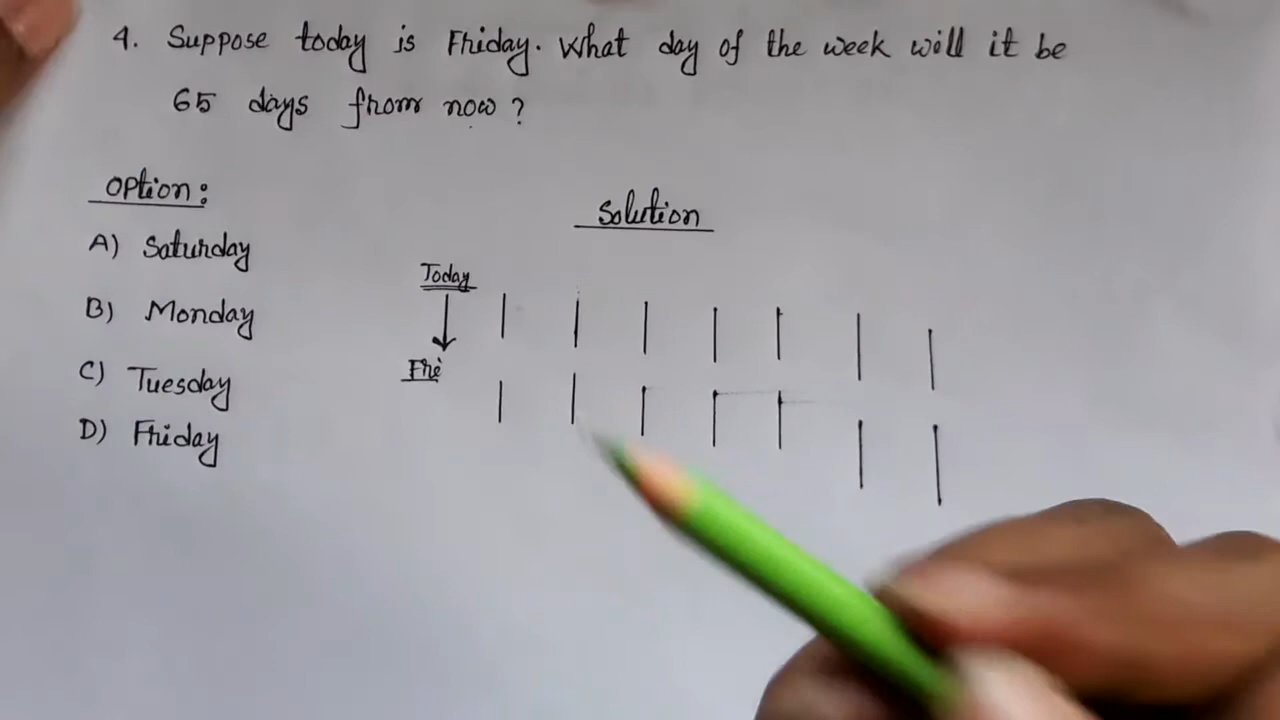 4. Suppose today is Friday. What day of the week will it be
65 days from now?
Option:
A) Saturday
B) Monday
C) Tuesday
D) Friday
Solution
Today
Fri